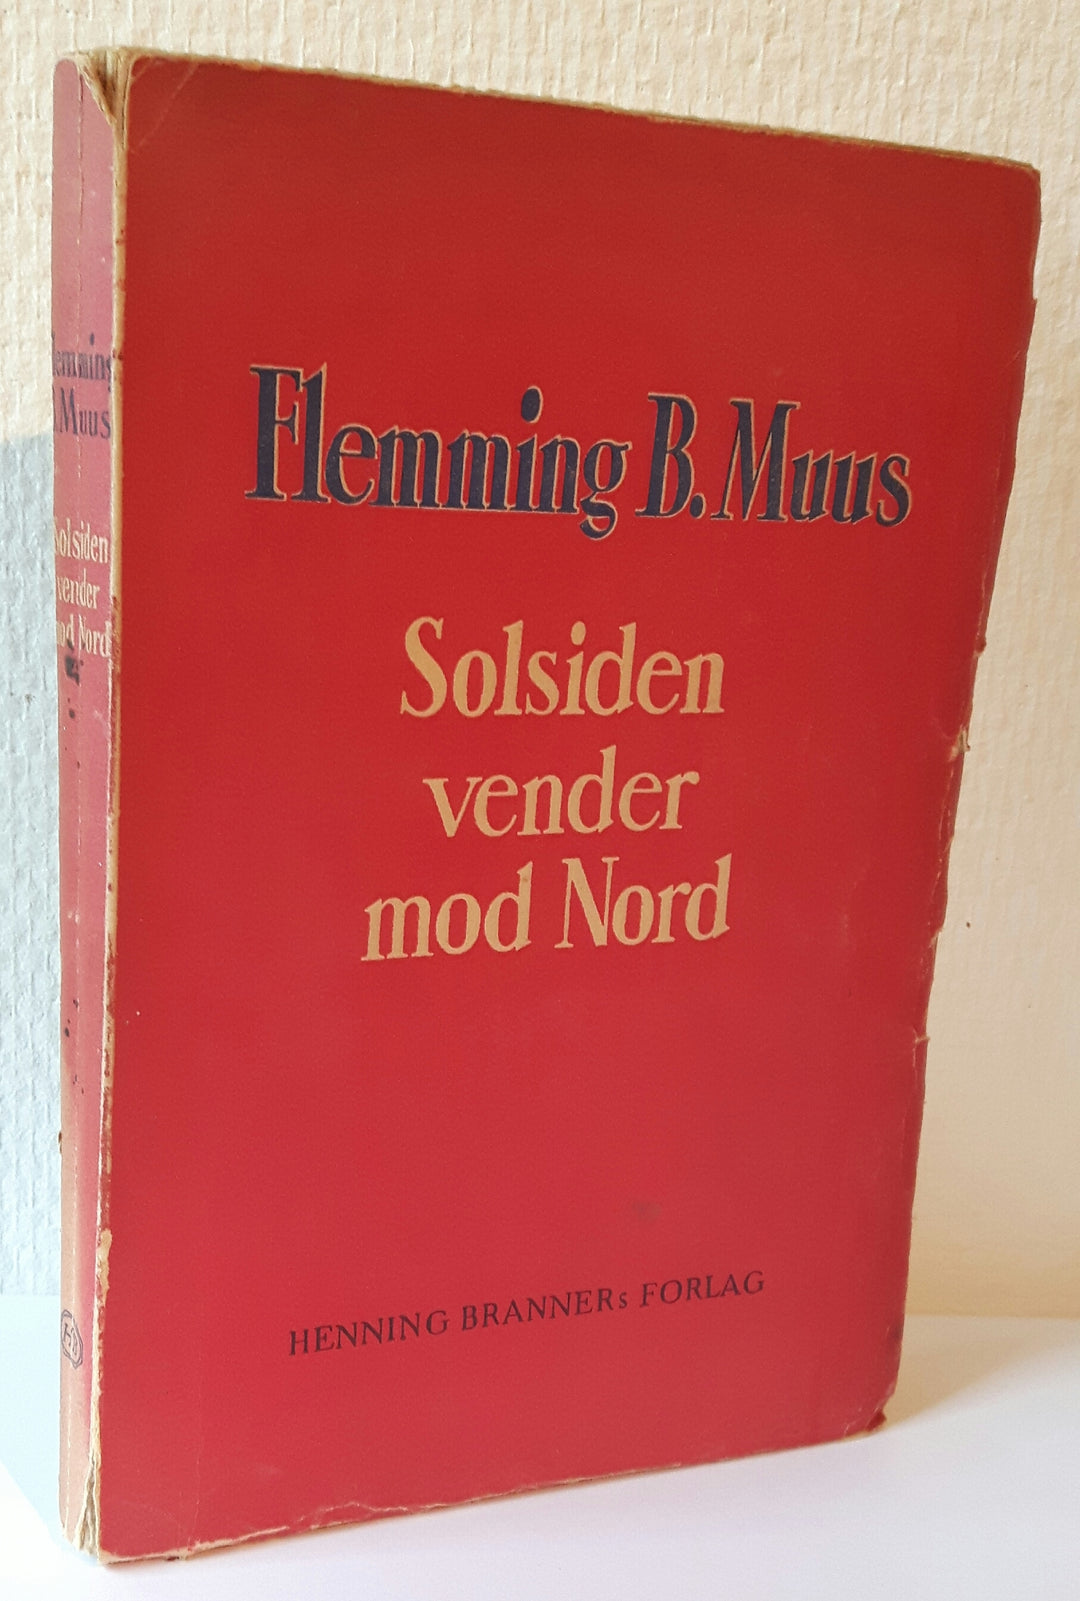 Flemming B. Muus
Solsiden
vender
mod Nord
HENNING BRANNERs FORLAG
Flemming
B. Muus
Solsiden
vender
mod Nord